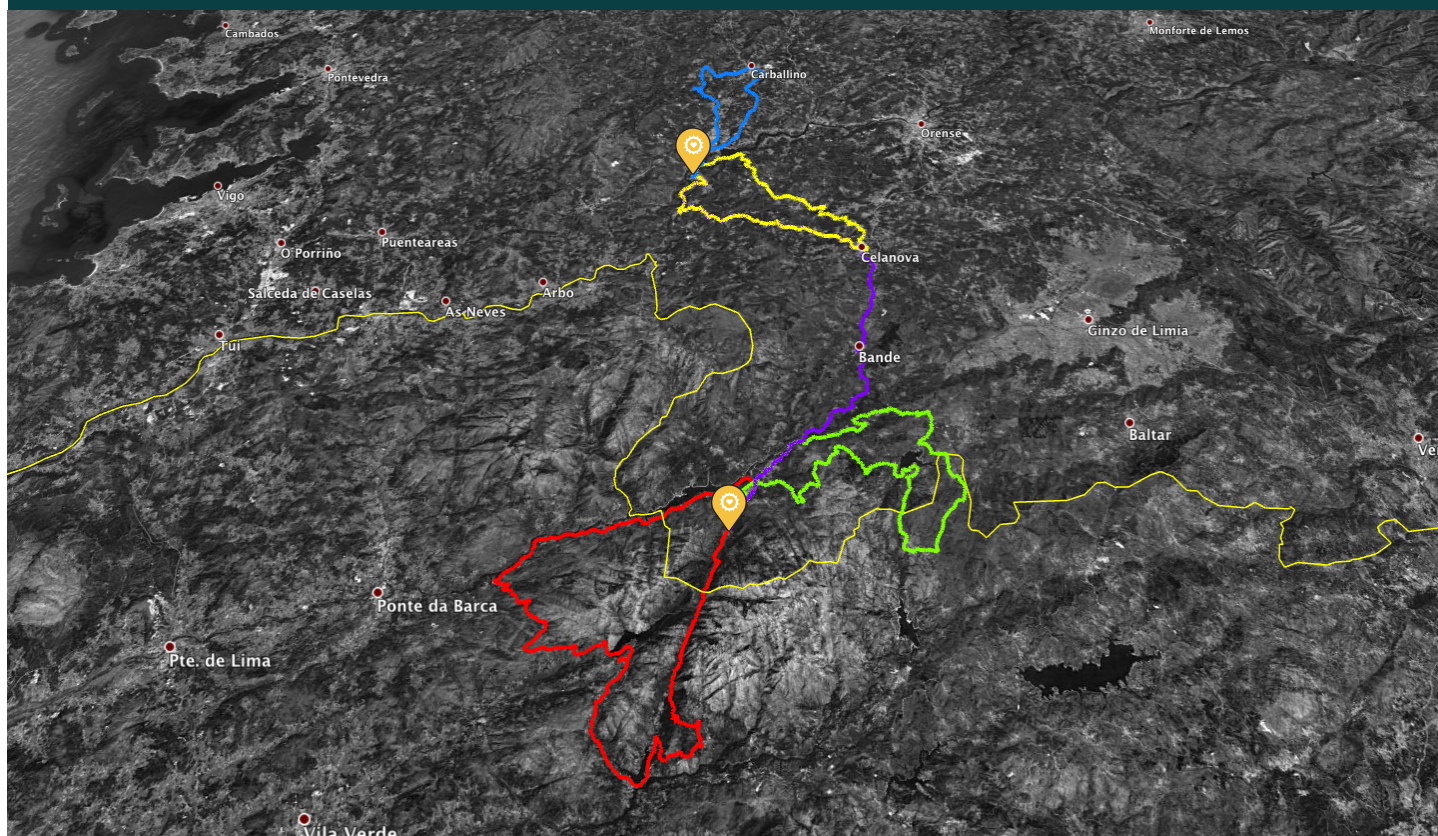 Cambados
Monforte de Lemos
Pontevedra
Carballino
Orense
Vigo
Puenteareas
O Porriño
Celanova
Salceda de Caselas
Arbo
As Neves
Ginzo de Limia
Tui
Bande
Baltar
Ve
Ponte da Barca
Pte. de Lima
Vila Verde